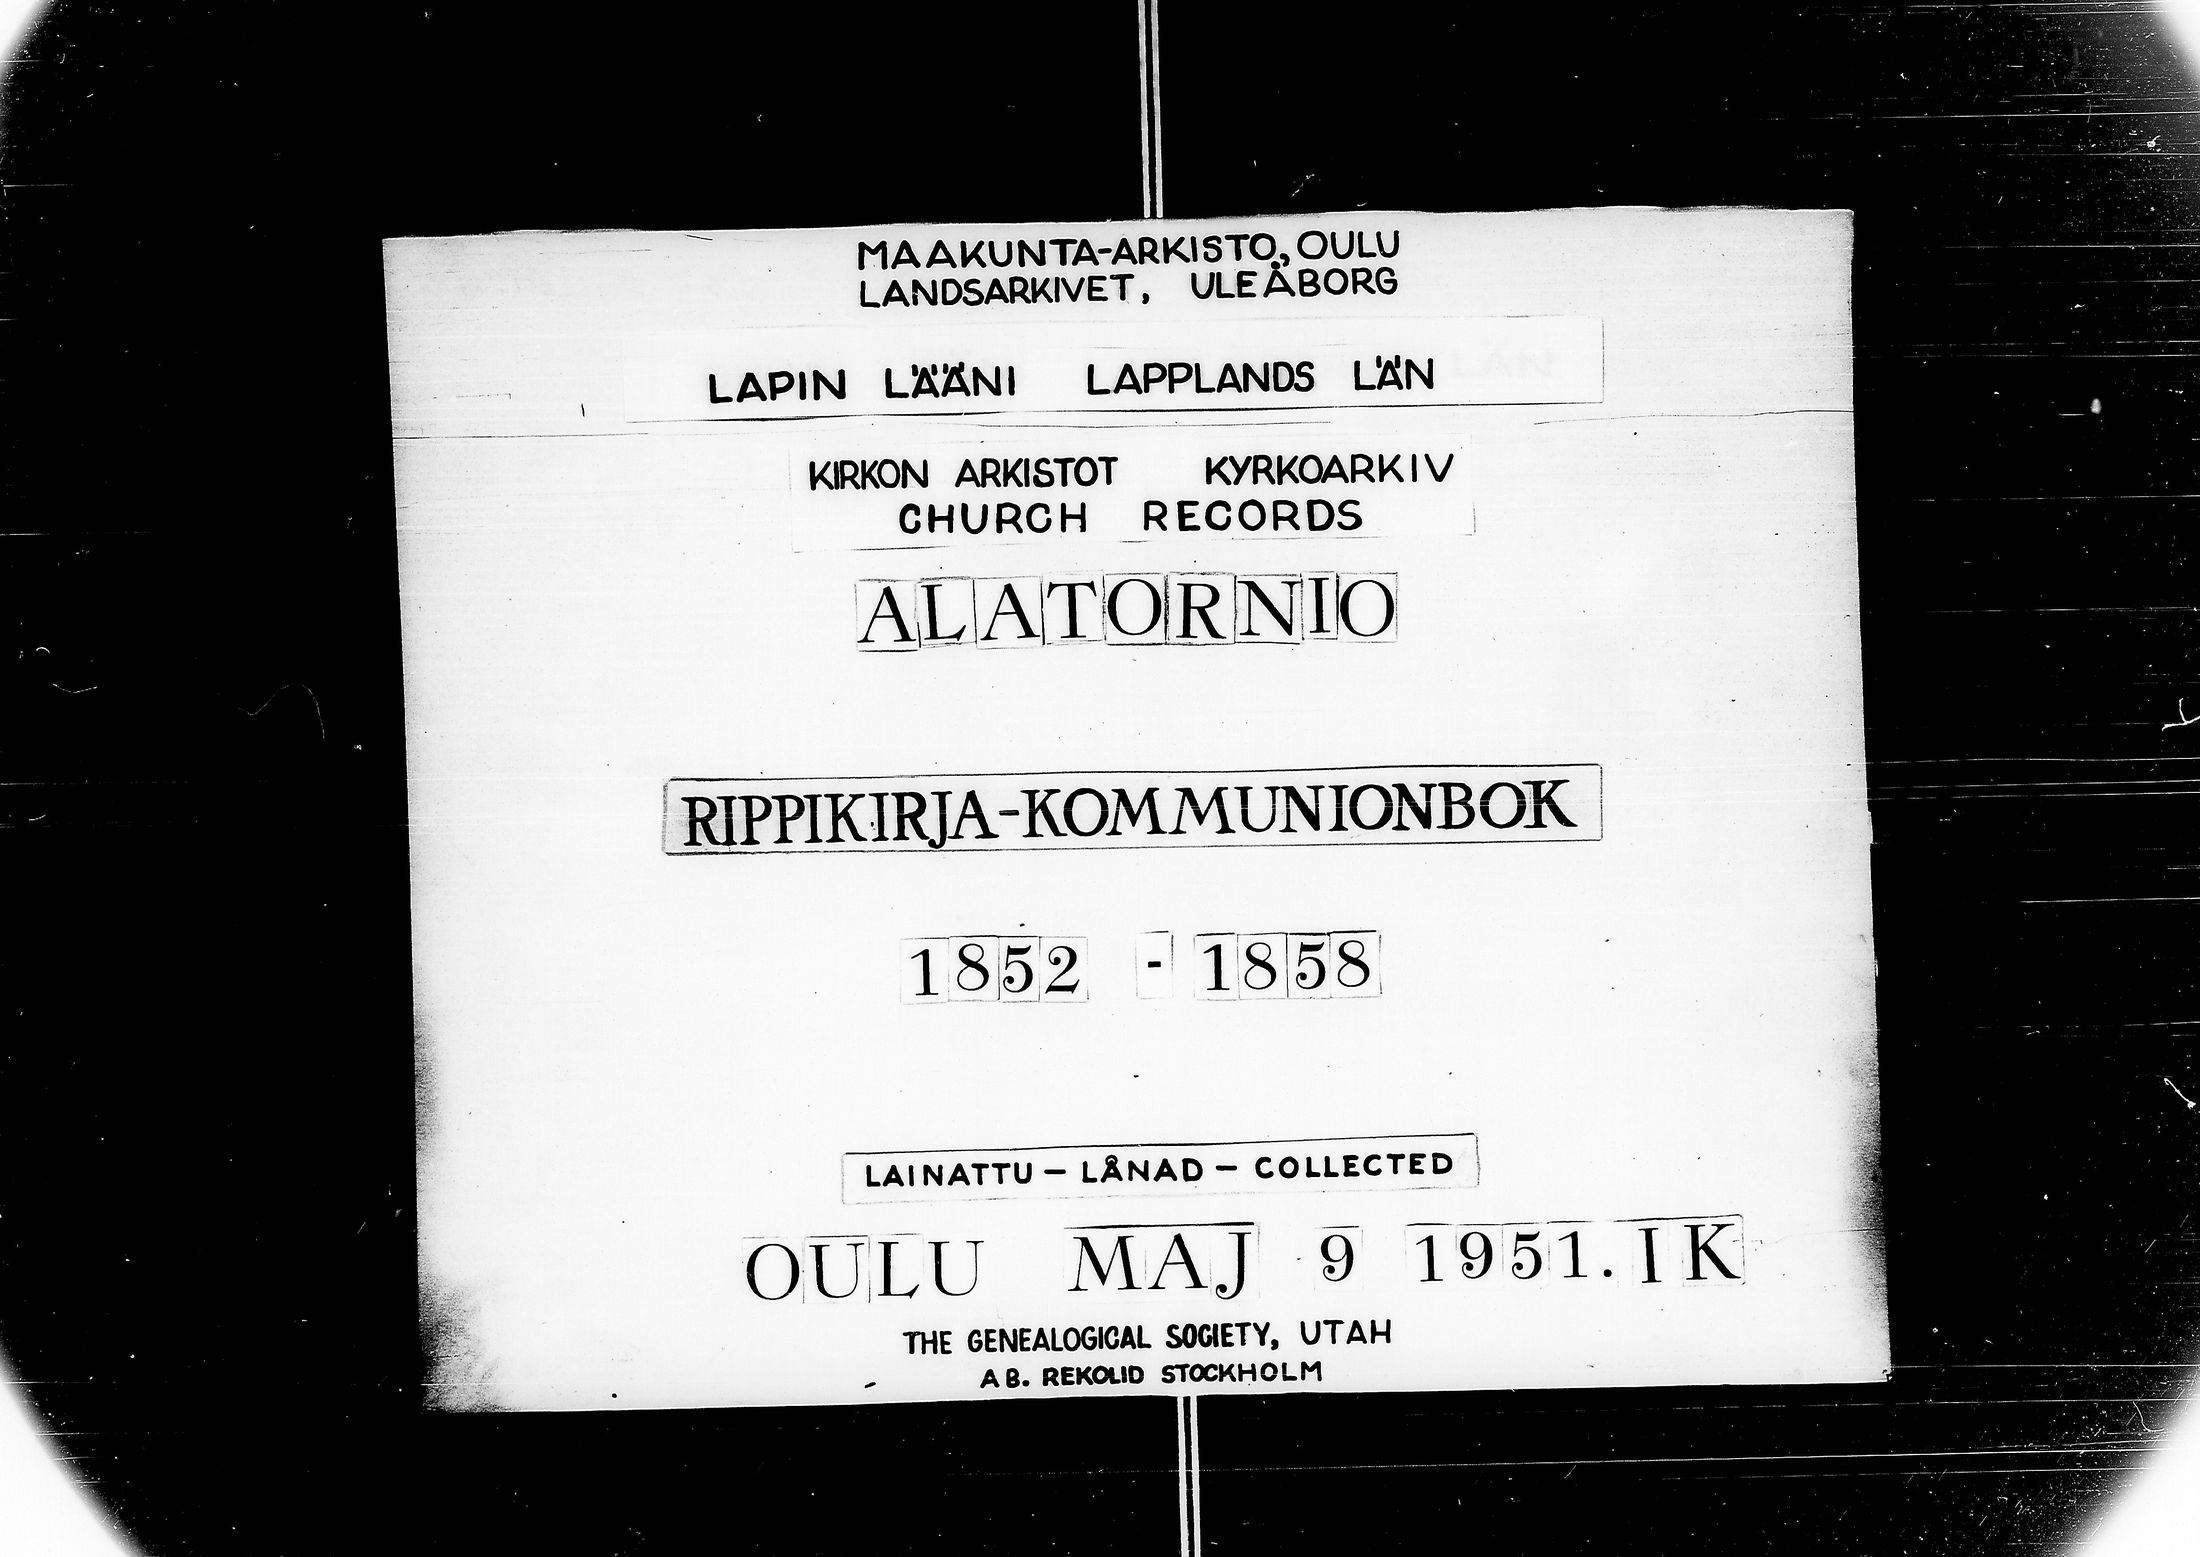 MAAKUNTA-ARKISTO, OULU
LANDSARKIVET, ULEÅBORG
LAPIN LÄÄNI LAPPLANDS LÄN
KIRKON ARKISTOT KYRKOARKIV
CHURCH RECORDS
ALATORNIO
RIPPIKIRJA-KOMMUNIONBOK
1852 - 1858
LAINATTU – LÅNAD – COLLECTED
OULU MAJ 9 1951. IK
THE GENEALOGICAL SOCIETY, UTAH
AB. REKOLID STOCKHOLM